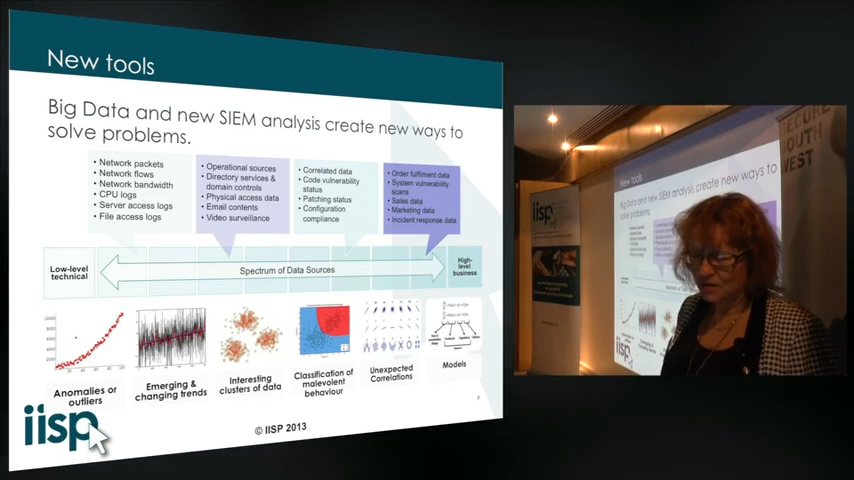 New tools
Big Data and new SIEM analysis create new ways to
solve problems.
• Network packets
• Network flows
• Network bandwidth
• CPU logs
• Server access logs
• File access logs
• Operational sources
• Directory services &
domain controls
• Physical access data
• Email contents
• Video surveillance
• Correlated data
• Code vulnerability
status
• Patching status
• Configuration
compliance
• Order fulfilment data
• System vulnerability
scans
• Sales data
• Marketing data
• Incident response data
Low-level
technical
Spectrum of Data Sources
High-
level
business
Anomalies or
outliers
Emerging &
changing trends
Interesting
clusters of data
Classification of
malevolent
behaviour
Unexpected
Correlations
Models
iisp
© IISP 2013
SECURE
SOUTH
WEST
iisp
New tools
Big Data and new SIEM analysis create new ways to
solve problems.
iisp